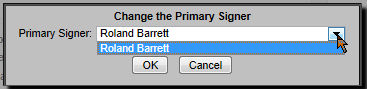 Change the Primary Signer
Primary Signer: Roland Barrett
Roland Barrett
OK Cancel